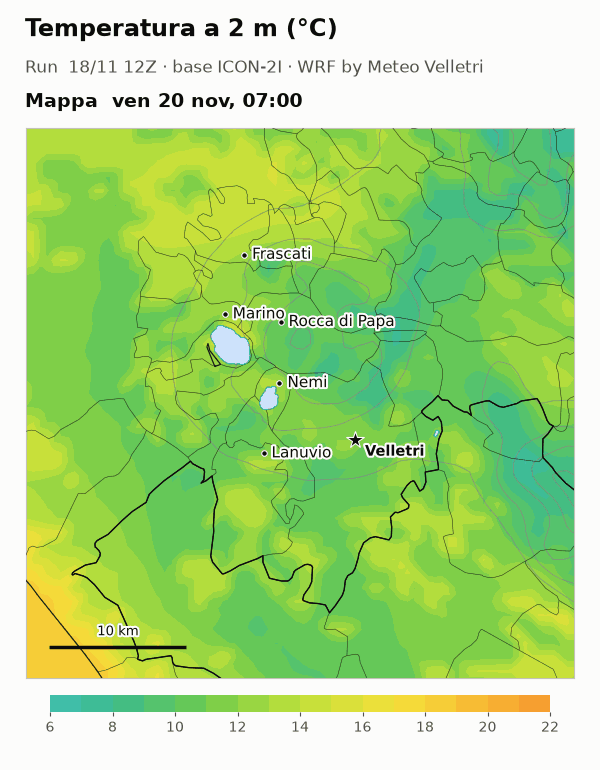 Temperatura a 2 m (°C)
Run  18/11 12Z · base ICON-2I · WRF by Meteo Velletri
Mappa  ven 20 nov, 07:00
Frascati
Marino
Rocca di Papa
Nemi
Velletri
Lanuvio
10 km
6 8 10 12 14 16 18 20 22